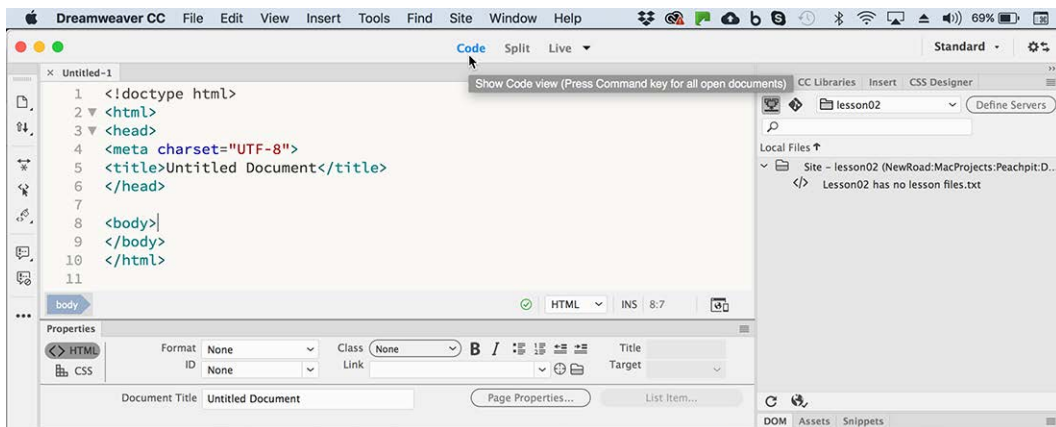 Dreamweaver CC File Edit View Insert Tools Find Site Window Help 69%
Code Split Live Standard
Untitled-1
Show Code view (Press Command key for all open documents)
CC Libraries Insert CSS Designer
1 <!doctype html>
2 <html>
3 <head>
4 <meta charset="UTF-8">
5 <title>Untitled Document</title>
6 </head>
7
8 <body>
9 </body>
10 </html>
11
lesson02 Define Servers
Local Files
Site – lesson02 (NewRoad:MacProjects:Peachpit:D...
Lesson02 has no lesson files.txt
body HTML INS 8:7
Properties
HTML Format None Class None B I Title
CSS ID None Link Target
Document Title Untitled Document Page Properties... List Item...
DOM Assets Snippets